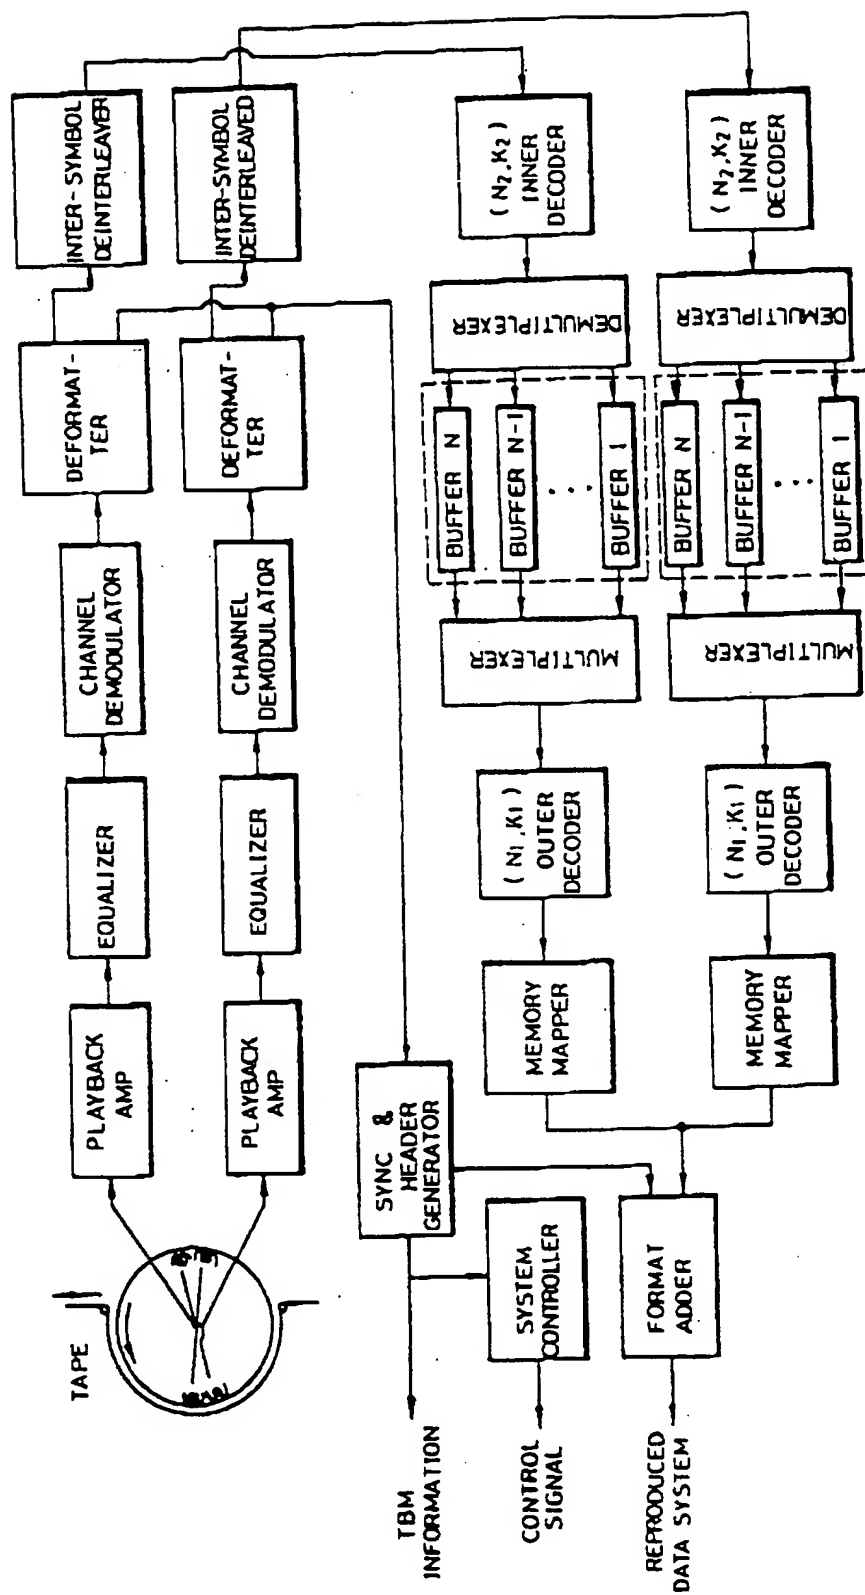 TAPE
PLAYBACK
AMP
EQUALIZER
CHANNEL
DEMODULATOR
DEFORMAT-
TER
INTER-SYMBOL
DEINTERLEAVER
PLAYBACK
AMP
EQUALIZER
CHANNEL
DEMODULATOR
DEFORMAT-
TER
INTER-SYMBOL
DEINTERLEAVED
TBM
INFORMATION
SYNC &
HEADER
GENERATOR
CONTROL
SIGNAL
SYSTEM
CONTROLLER
REPRODUCED
DATA SYSTEM
FORMAT
ADDER
MEMORY
MAPPER
(N1,K1)
OUTER
DECODER
MULTIPLEXER
BUFFER N
BUFFER N-1
...
BUFFER 1
DEMULTIPLEXER
(N2,K2)
INNER
DECODER
MEMORY
MAPPER
(N1,K1)
OUTER
DECODER
MULTIPLEXER
BUFFER N
BUFFER N-1
...
BUFFER 1
DEMULTIPLEXER
(N2,K2)
INNER
DECODER